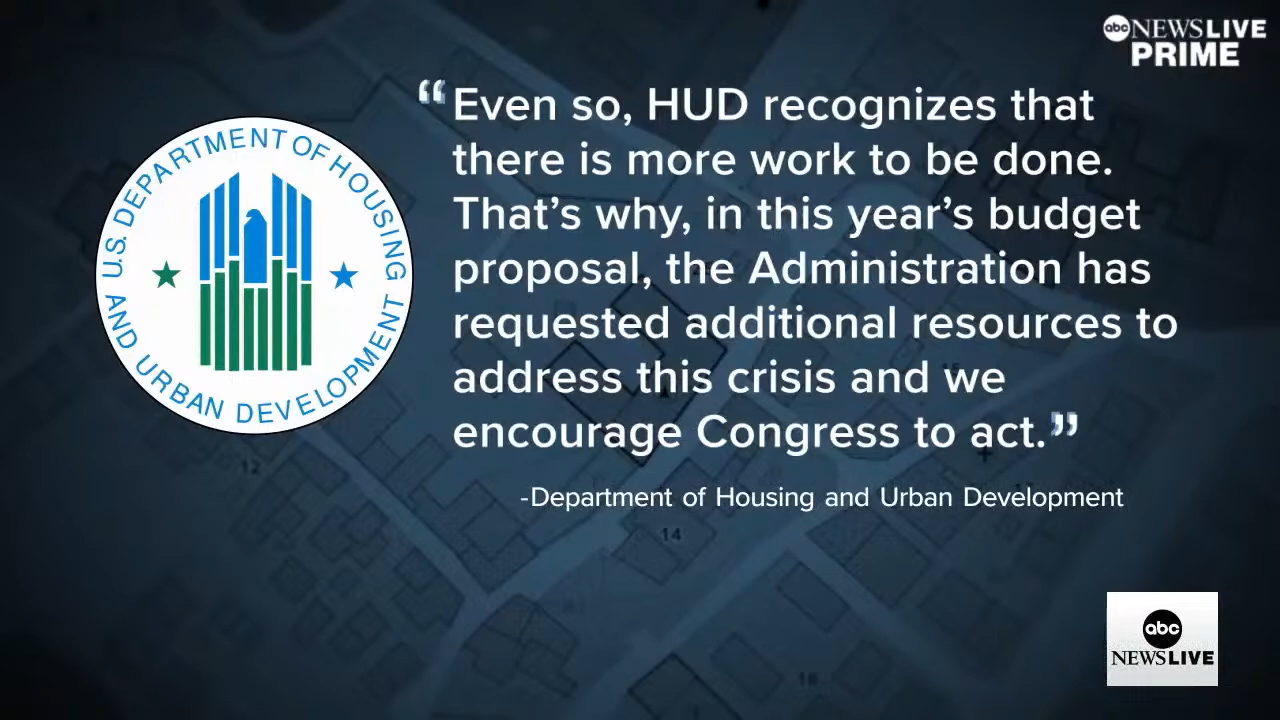 abc NEWS LIVE
PRIME
“Even so, HUD recognizes that
there is more work to be done.
That’s why, in this year’s budget
proposal, the Administration has
requested additional resources to
address this crisis and we
encourage Congress to act.”
-Department of Housing and Urban Development
U.S. DEPARTMENT OF HOUSING
AND URBAN DEVELOPMENT
12
14
abc
NEWS LIVE